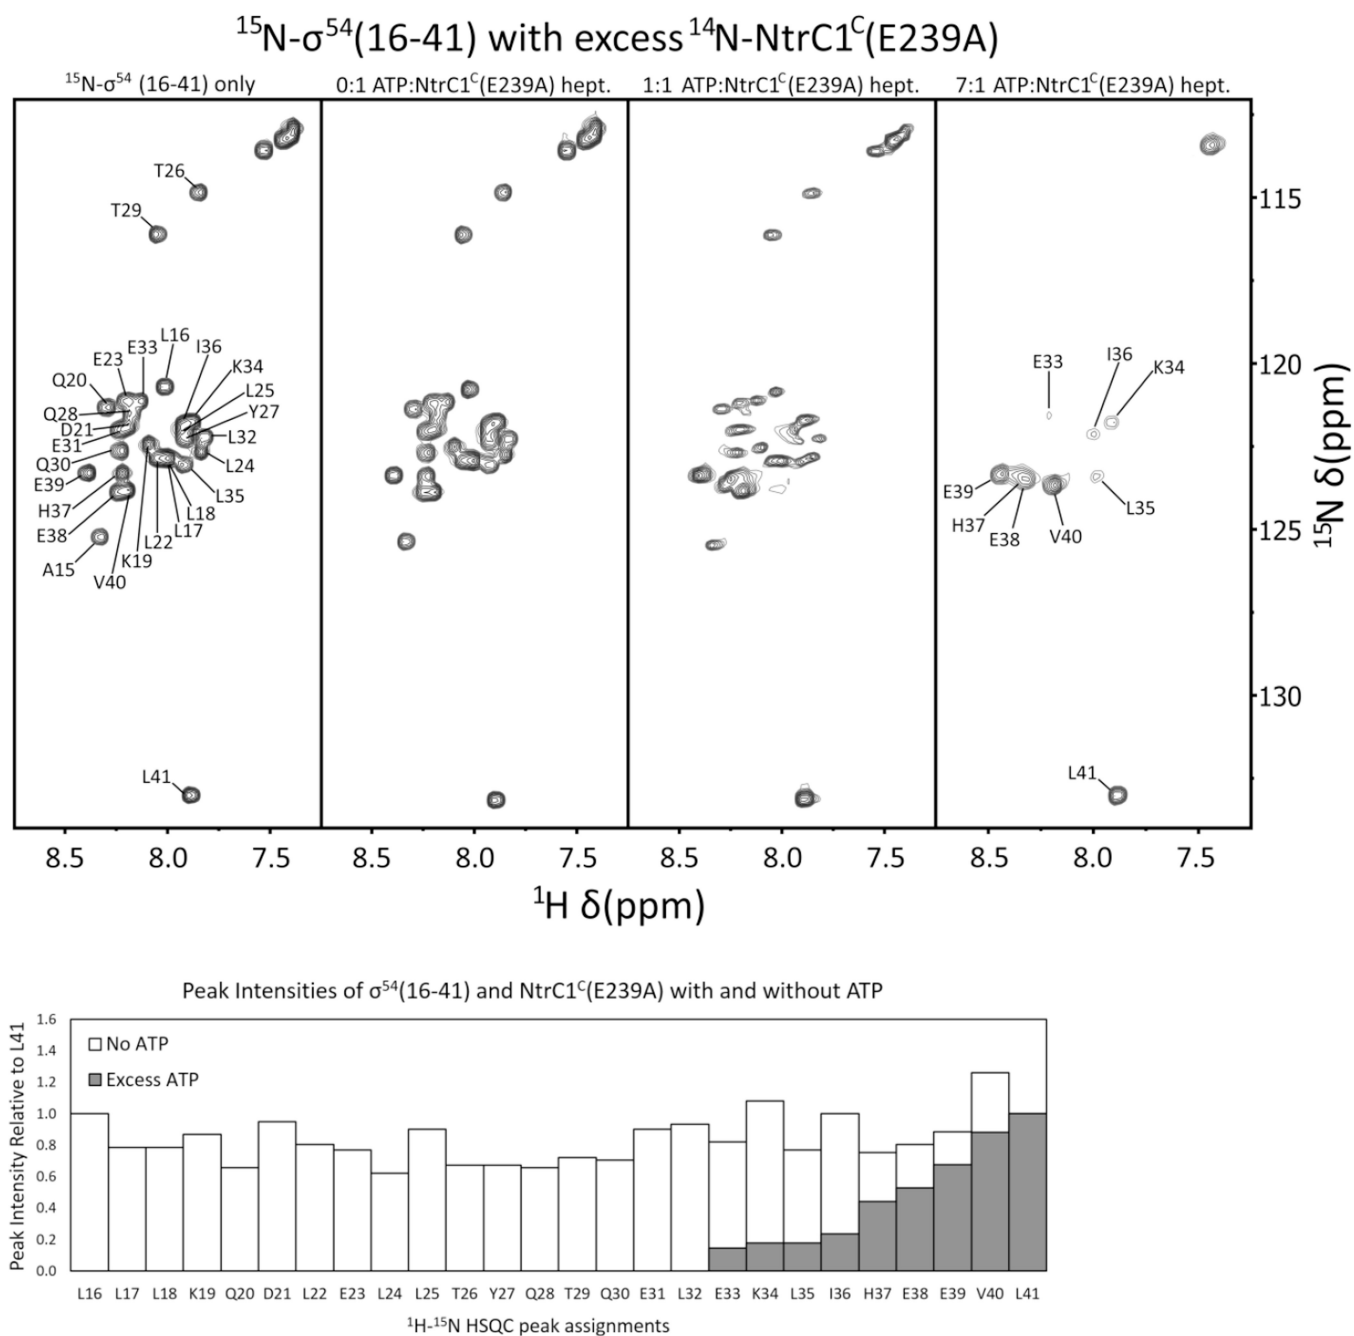 ¹⁵N-σ⁵⁴(16-41) with excess ¹⁴N-NtrC1ᶜ(E239A)
¹⁵N-σ⁵⁴ (16-41) only
0:1 ATP:NtrC1ᶜ(E239A) hept.
1:1 ATP:NtrC1ᶜ(E239A) hept.
7:1 ATP:NtrC1ᶜ(E239A) hept.
T26
T29
L16
E33
I36
E23
K34
Q20
L25
Q28
Y27
D21
L32
E31
Q30
L24
E39
L35
H37
L18
E38
L17
L22
K19
A15
V40
L41
E33
I36
K34
E39
L35
H37
E38
V40
L41
115
120
125
130
¹⁵N δ(ppm)
8.5 8.0 7.5
8.5 8.0 7.5
8.5 8.0 7.5
8.5 8.0 7.5
¹H δ(ppm)
Peak Intensities of σ⁵⁴(16-41) and NtrC1ᶜ(E239A) with and without ATP
Peak Intensity Relative to L41
1.6
1.4
1.2
1.0
0.8
0.6
0.4
0.2
0.0
No ATP
Excess ATP
L16 L17 L18 K19 Q20 D21 L22 E23 L24 L25 T26 Y27 Q28 T29 Q30 E31 L32 E33 K34 L35 I36 H37 E38 E39 V40 L41
¹H-¹⁵N HSQC peak assignments